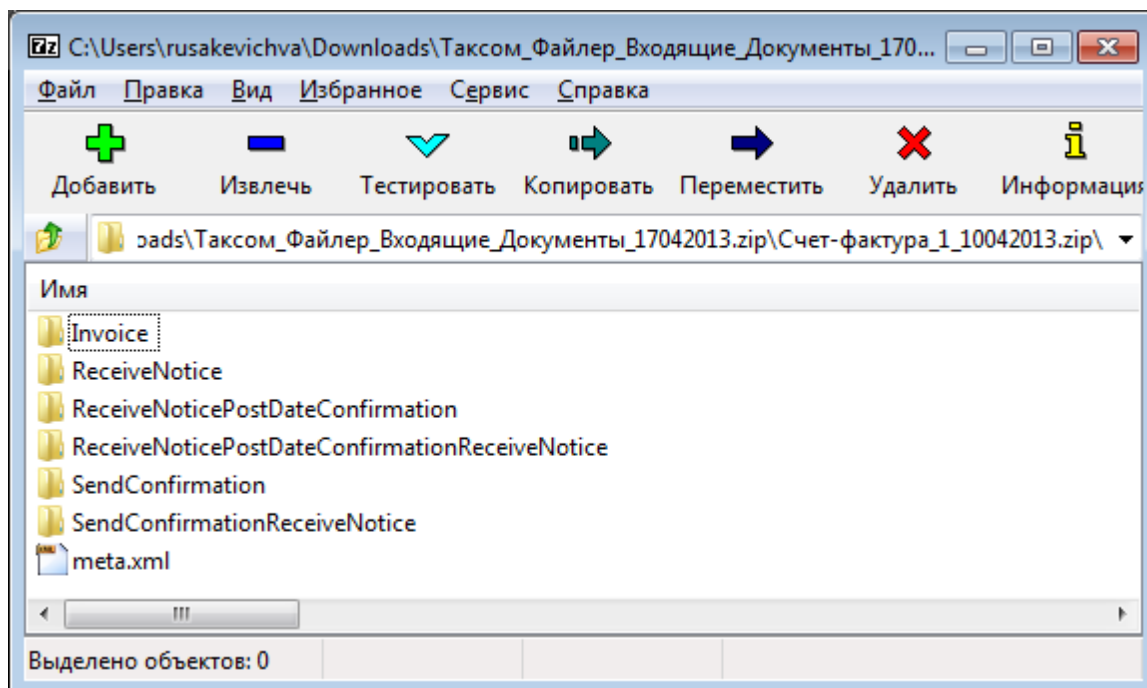 C:\Users\rusakevichva\Downloads\Таксом_Файлер_Входящие_Документы_170...
Файл Правка Вид Избранное Сервис Справка
Добавить Извлечь Тестировать Копировать Переместить Удалить Информация
oads\Таксом_Файлер_Входящие_Документы_17042013.zip\Счет-фактура_1_10042013.zip\
Имя
Invoice
ReceiveNotice
ReceiveNoticePostDateConfirmation
ReceiveNoticePostDateConfirmationReceiveNotice
SendConfirmation
SendConfirmationReceiveNotice
meta.xml
Выделено объектов: 0